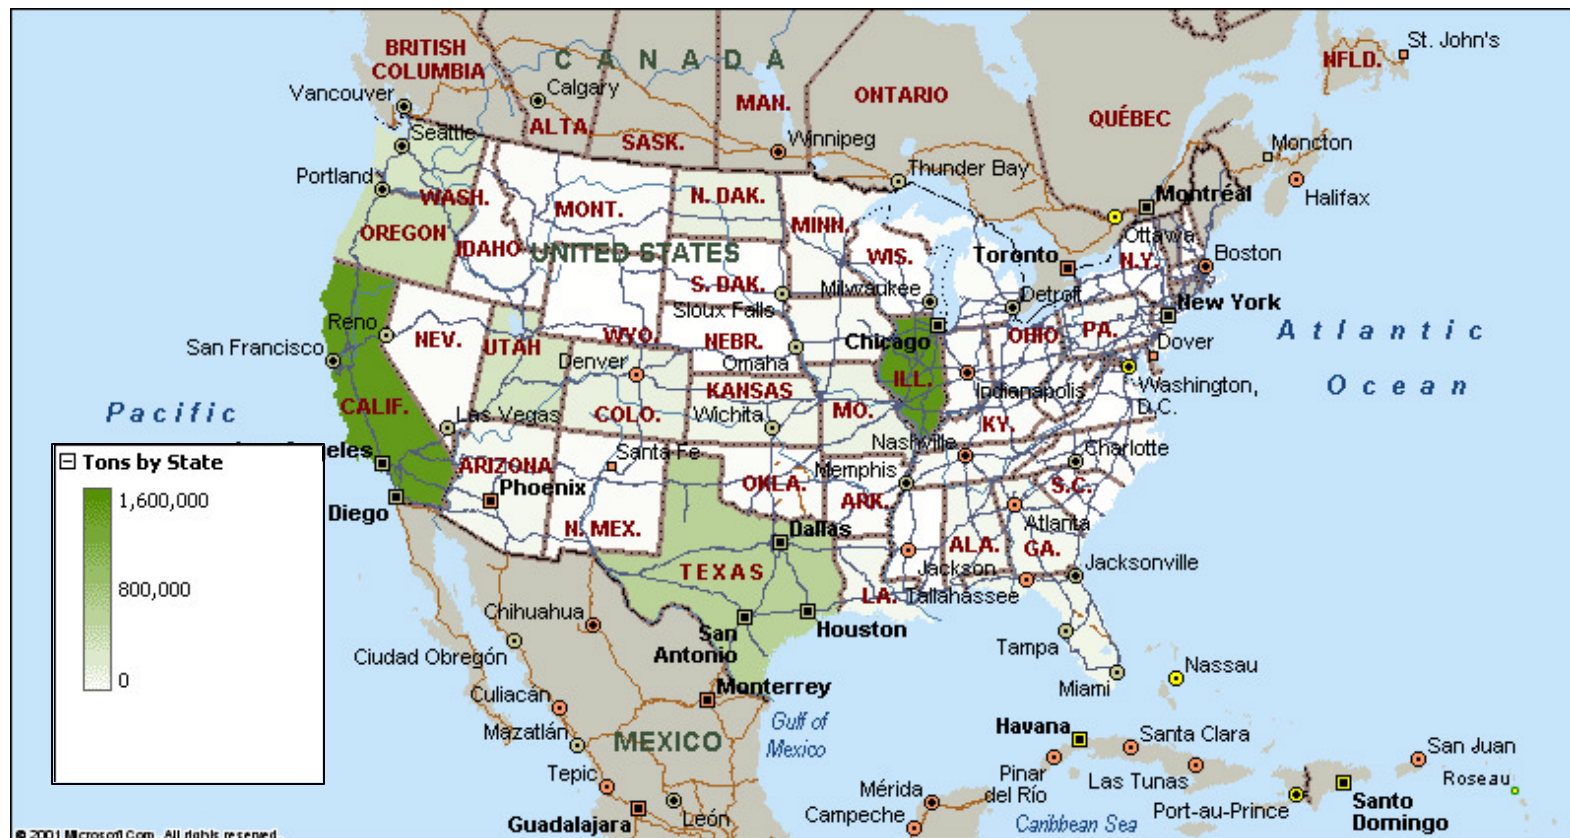 BRITISH
COLUMBIA
C A N A D A
St. John's
NFLD.
Vancouver
Calgary
MAN.
ONTARIO
QUÉBEC
ALTA.
SASK.
Seattle
Winnipeg
Moncton
Thunder Bay
Portland
WASH.
N. DAK.
Montréal
Halifax
MONT.
MINN.
OREGON
Ottawa
IDAHO
UNITED STATES
WIS.
Toronto
N.Y.
Boston
S. DAK.
Milwaukee
Detroit
Sioux Falls
New York
Reno
NEV.
UTAH
WYO.
NEBR.
Chicago
OHIO
PA.
Atlantic
Ocean
San Francisco
Denver
Omaha
Dover
KANSAS
ILL.
Indianapolis
Washington,
D.C.
Pacific
CALIF.
Las Vegas
COLO.
Wichita
MO.
KY.
Nashville
Charlotte
eles
ARIZONA
Santa Fe
Memphis
Phoenix
OKLA.
ARK.
S.C.
Diego
N. MEX.
Dallas
Atlanta
ALA.
GA.
Jackson
Jacksonville
TEXAS
LA.
Tallahassee
Chihuahua
San
Antonio
Houston
Tampa
Ciudad Obregón
Nassau
Miami
Culiacán
Monterrey
Mazatlán
MEXICO
Gulf of
Mexico
Havana
Santa Clara
San Juan
Tepic
Pinar
del Río
Las Tunas
Roseau
Mérida
Campeche
Port-au-Prince
Santo
Domingo
Guadalajara
León
Caribbean Sea
Tons by State
1,600,000
800,000
0
© 2001 Microsoft Corp. All rights reserved.